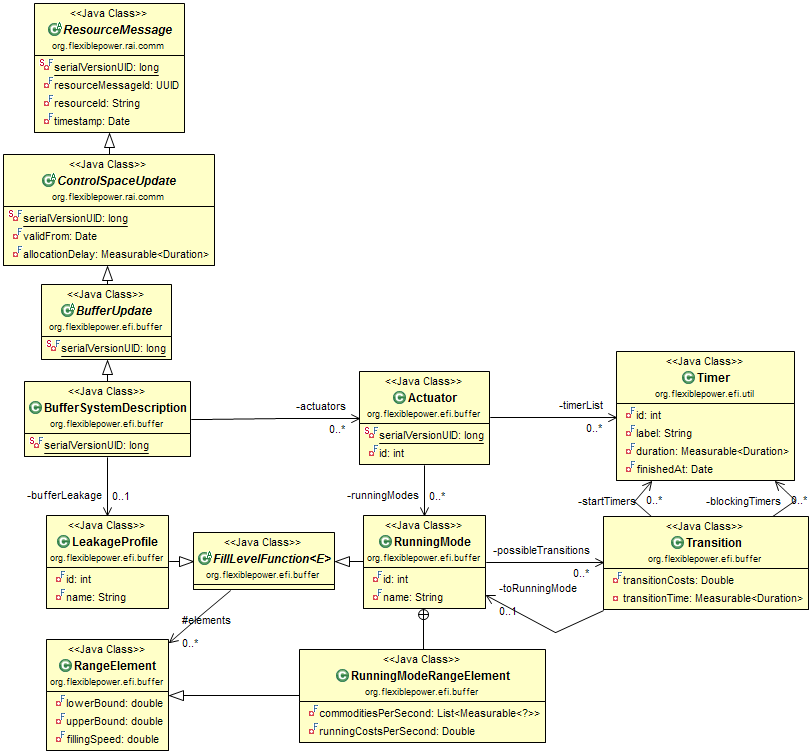 <<Java Class>>
ResourceMessage
org.flexiblepower.rai.comm
serialVersionUID: long
resourceMessageId: UUID
resourceId: String
timestamp: Date
<<Java Class>>
ControlSpaceUpdate
org.flexiblepower.rai.comm
serialVersionUID: long
validFrom: Date
allocationDelay: Measurable<Duration>
<<Java Class>>
BufferUpdate
org.flexiblepower.efi.buffer
serialVersionUID: long
<<Java Class>>
BufferSystemDescription
org.flexiblepower.efi.buffer
serialVersionUID: long
-actuators
0..*
<<Java Class>>
Actuator
org.flexiblepower.efi.buffer
serialVersionUID: long
id: int
-timerList
0..*
<<Java Class>>
Timer
org.flexiblepower.efi.util
id: int
label: String
duration: Measurable<Duration>
finishedAt: Date
-bufferLeakage
0..1
-runningModes
0..*
-startTimers
0..*
-blockingTimers
0..*
<<Java Class>>
LeakageProfile
org.flexiblepower.efi.buffer
id: int
name: String
<<Java Class>>
FillLevelFunction<E>
org.flexiblepower.efi.buffer
<<Java Class>>
RunningMode
org.flexiblepower.efi.buffer
id: int
name: String
-possibleTransitions
0..*
-toRunningMode
0..1
<<Java Class>>
Transition
org.flexiblepower.efi.buffer
transitionCosts: Double
transitionTime: Measurable<Duration>
#elements
0..*
<<Java Class>>
RangeElement
org.flexiblepower.efi.buffer
lowerBound: double
upperBound: double
fillingSpeed: double
<<Java Class>>
RunningModeRangeElement
org.flexiblepower.efi.buffer
commoditiesPerSecond: List<Measurable<?>>
runningCostsPerSecond: Double